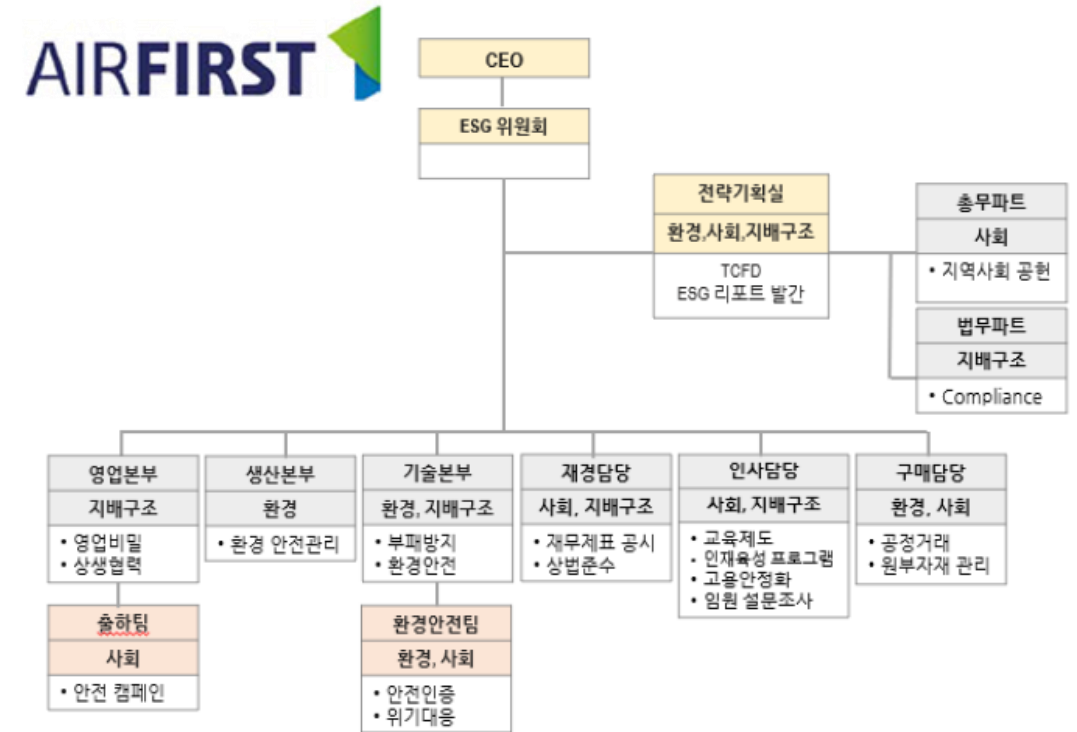 AIRFIRST
CEO
ESG 위원회
전략기획실
환경,사회,지배구조
TCFD
ESG 리포트 발간
총무파트
사회
• 지역사회 공헌
법무파트
지배구조
• Compliance
영업본부
지배구조
• 영업비밀
• 상생협력
생산본부
환경
• 환경 안전관리
기술본부
환경, 지배구조
• 부패방지
• 환경안전
재경담당
사회, 지배구조
• 재무제표 공시
• 상법준수
인사담당
사회, 지배구조
• 교육제도
• 인재육성 프로그램
• 고용안정화
• 임원 설문조사
구매담당
환경, 사회
• 공정거래
• 원부자재 관리
출하팀
사회
• 안전 캠페인
환경안전팀
환경, 사회
• 안전인증
• 위기대응